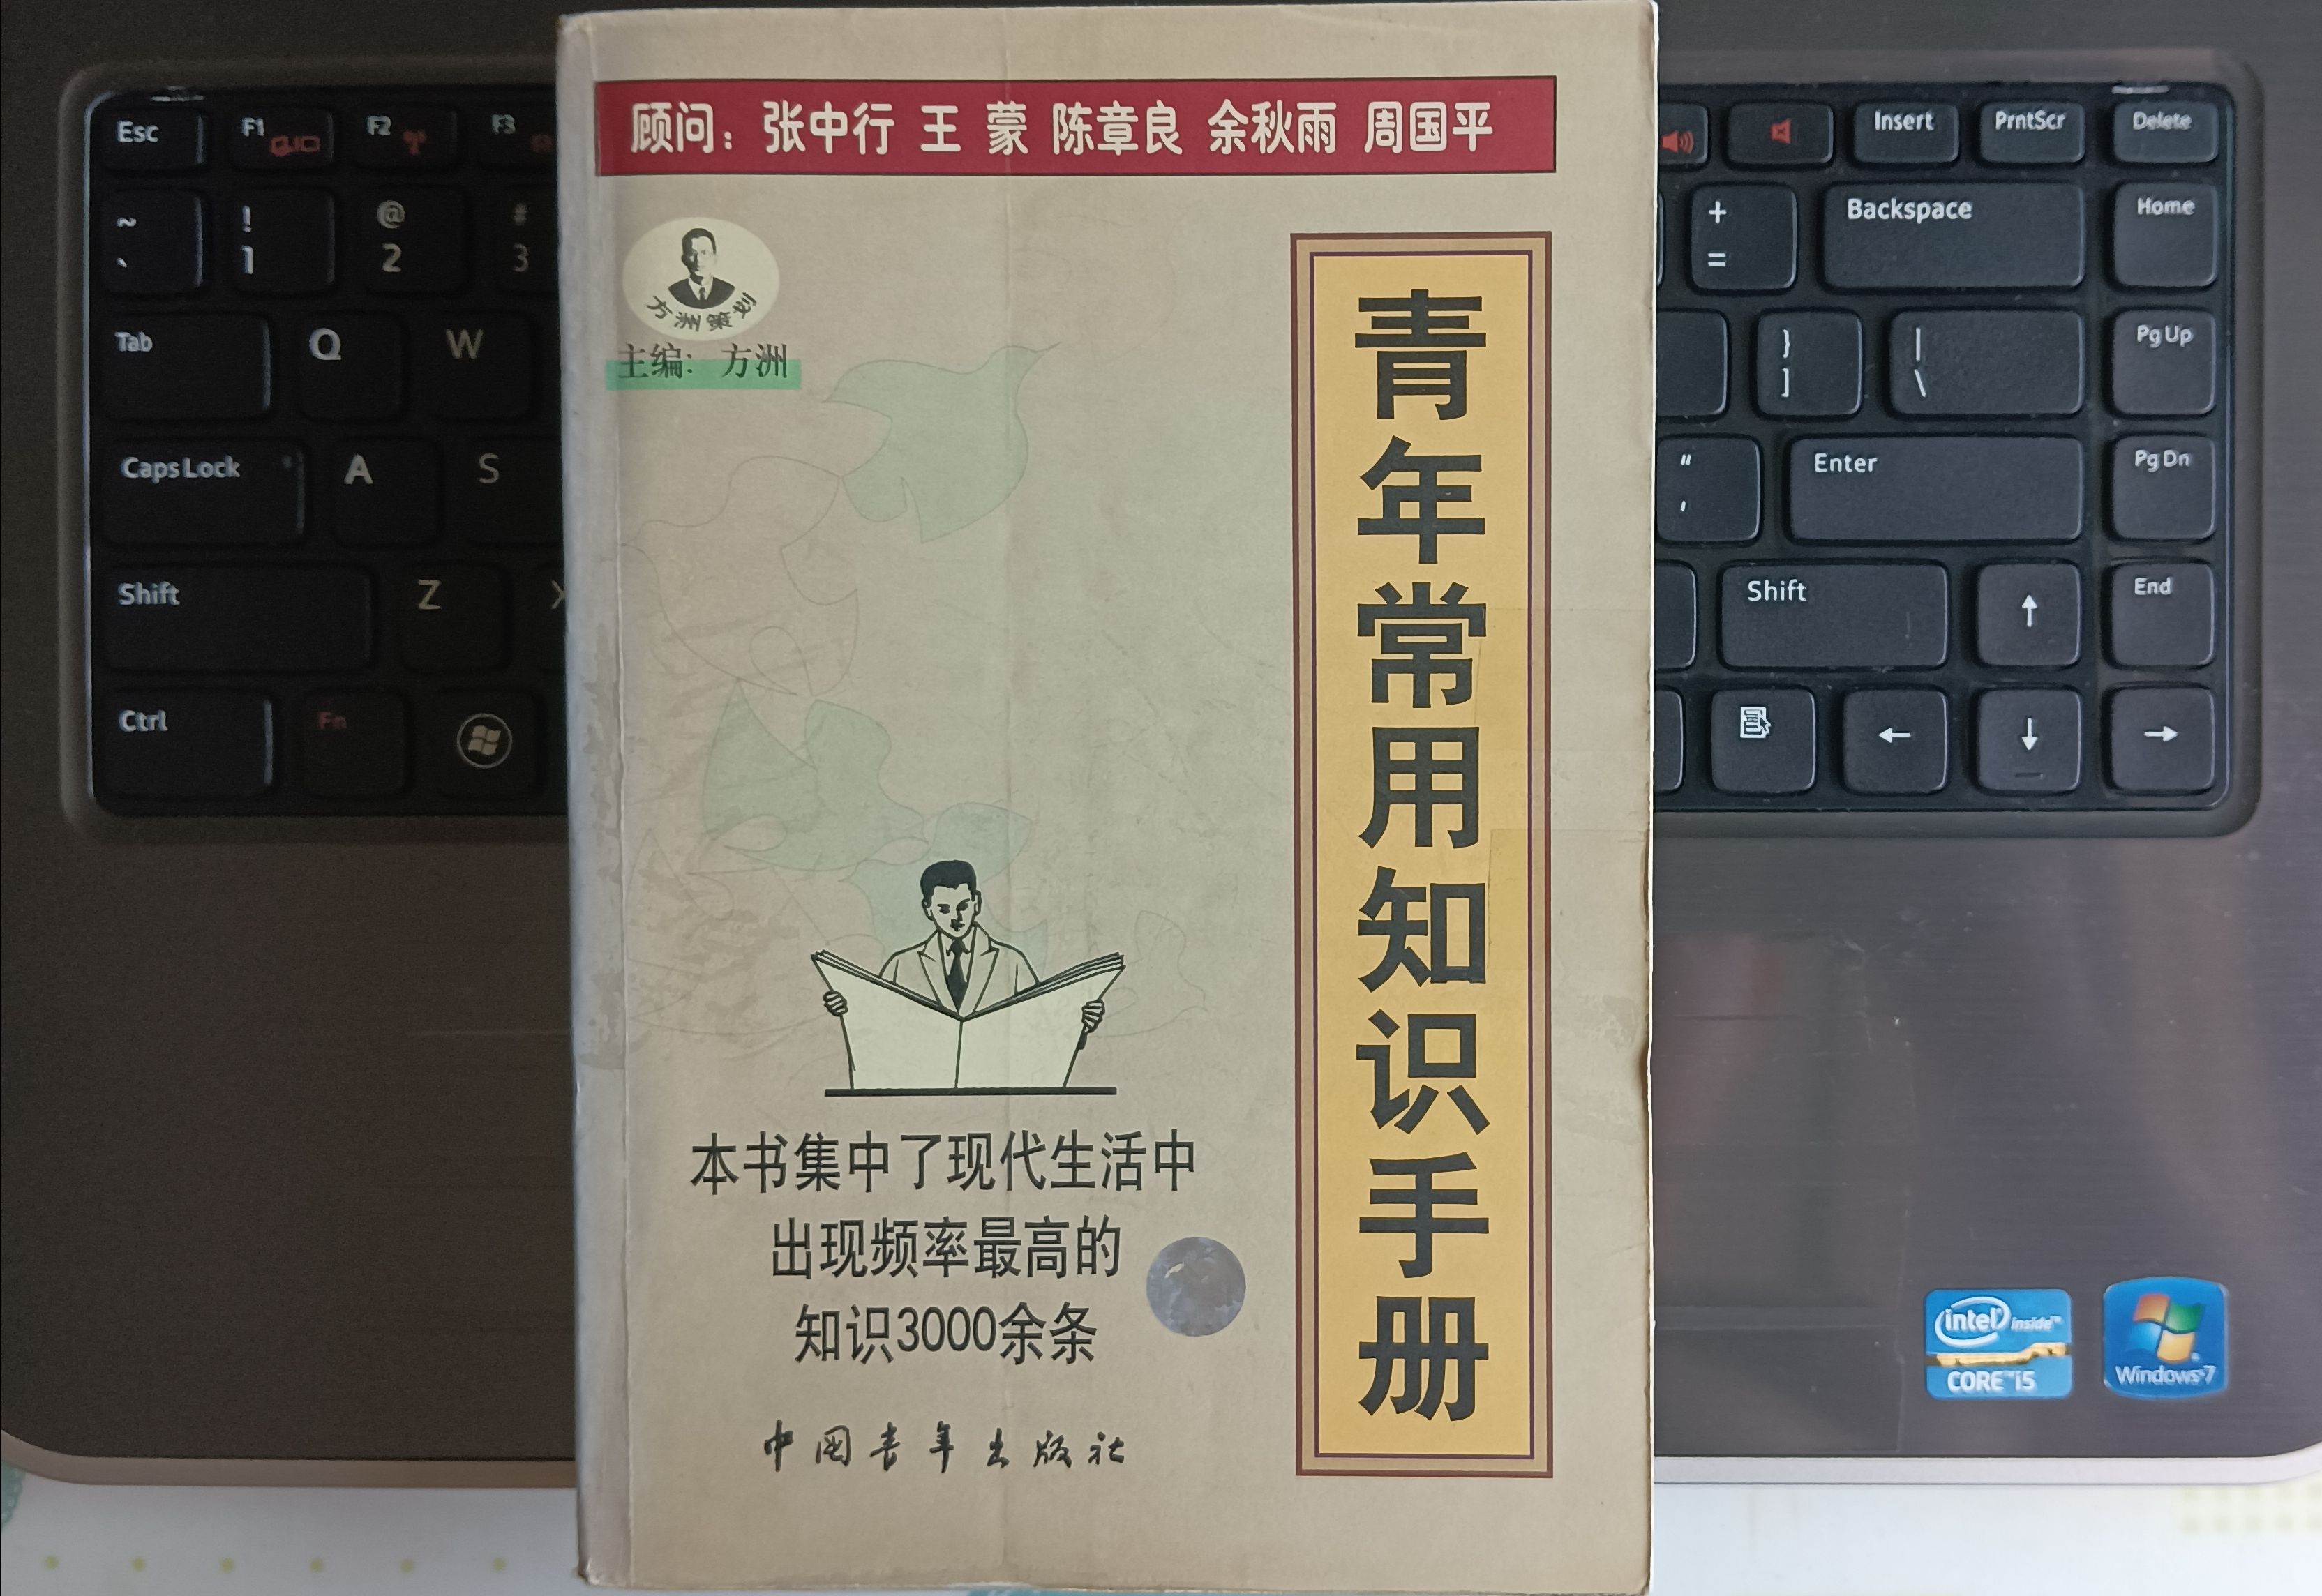 顾问：张中行 王 蒙 陈章良 余秋雨 周国平
方洲策划
主编：方洲
青年常用知识手册
本书集中了现代生活中
出现频率最高的
知识3000余条
中国青年出版社
Esc F1 F2 F3
~ ` ! 1 @ 2 # 3
Tab Q W
Caps Lock A S
Shift Z X
Ctrl Fn
Insert PrntScr Delete
+ = Backspace Home
} ] | \ Pg Up
" ' Enter Pg Dn
Shift ↑ End
← ↓ →
intel inside™
CORE™ i5
Windows 7